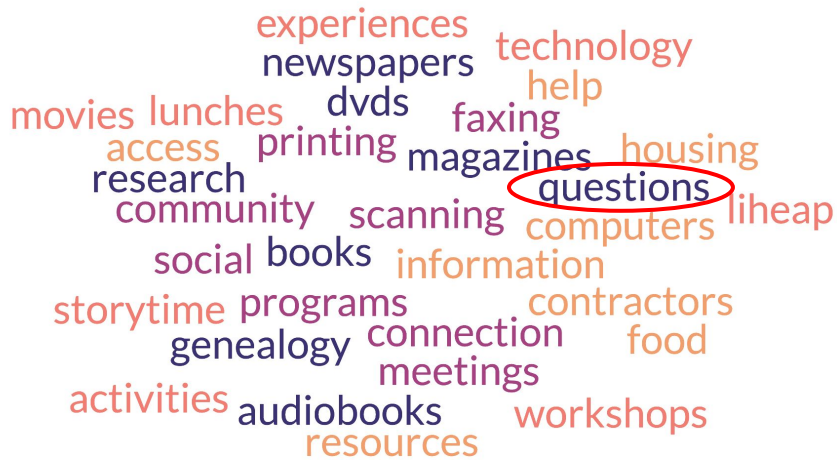 experiences
technology
newspapers
help
dvds
movies
lunches
faxing
printing
access
magazines
housing
research
questions
community
scanning
liheap
computers
social
books
information
storytime
programs
contractors
genealogy
connection
food
meetings
activities
audiobooks
workshops
resources